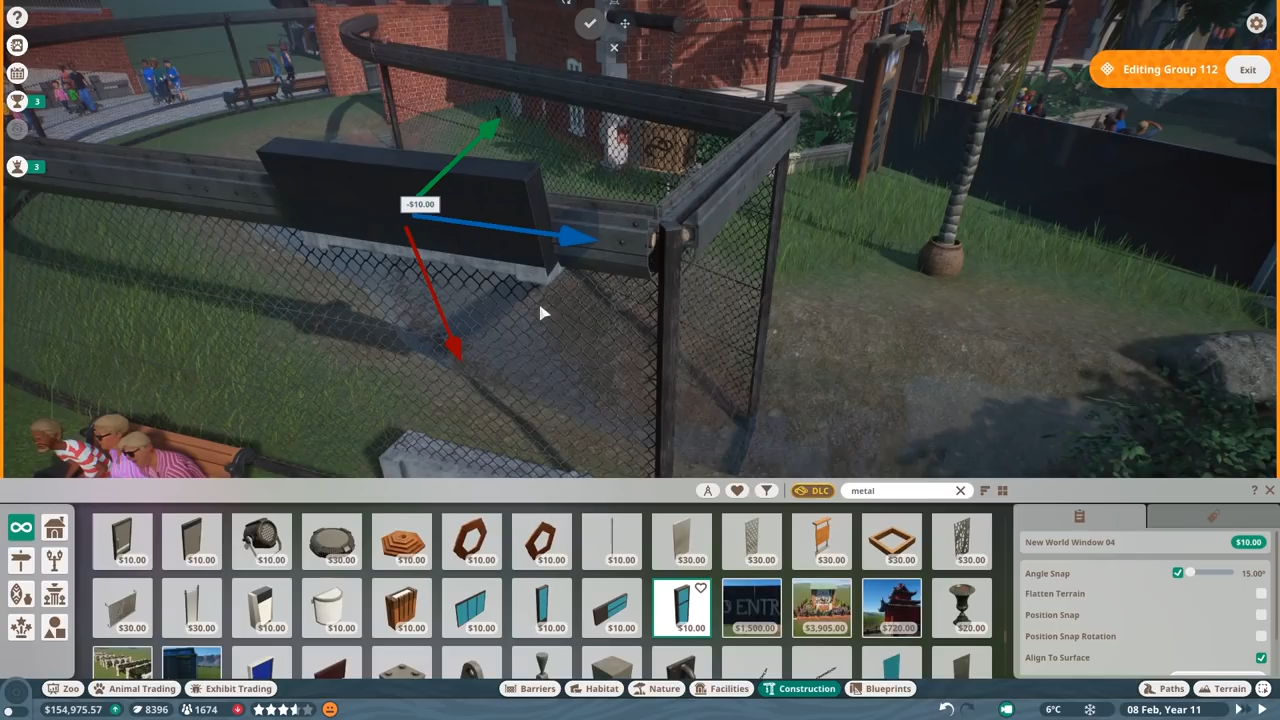 Editing Group 112
Exit
3
3
-$10.00
DLC
metal
$10.00 $10.00 $10.00 $30.00 $10.00 $10.00 $10.00 $10.00 $30.00 $30.00 $30.00 $30.00 $30.00
$30.00 $30.00 $10.00 $10.00 $10.00 $10.00 $10.00 $10.00 $10.00 $1,500.00 $3,905.00 $720.00 $20.00
ENTR
New World Window 04 $10.00
Angle Snap 15.00°
Flatten Terrain
Position Snap
Position Snap Rotation
Align To Surface
Zoo Animal Trading Exhibit Trading Barriers Habitat Nature Facilities Construction Blueprints Paths Terrain
$154,975.57 8396 1674 6°C 08 Feb, Year 11